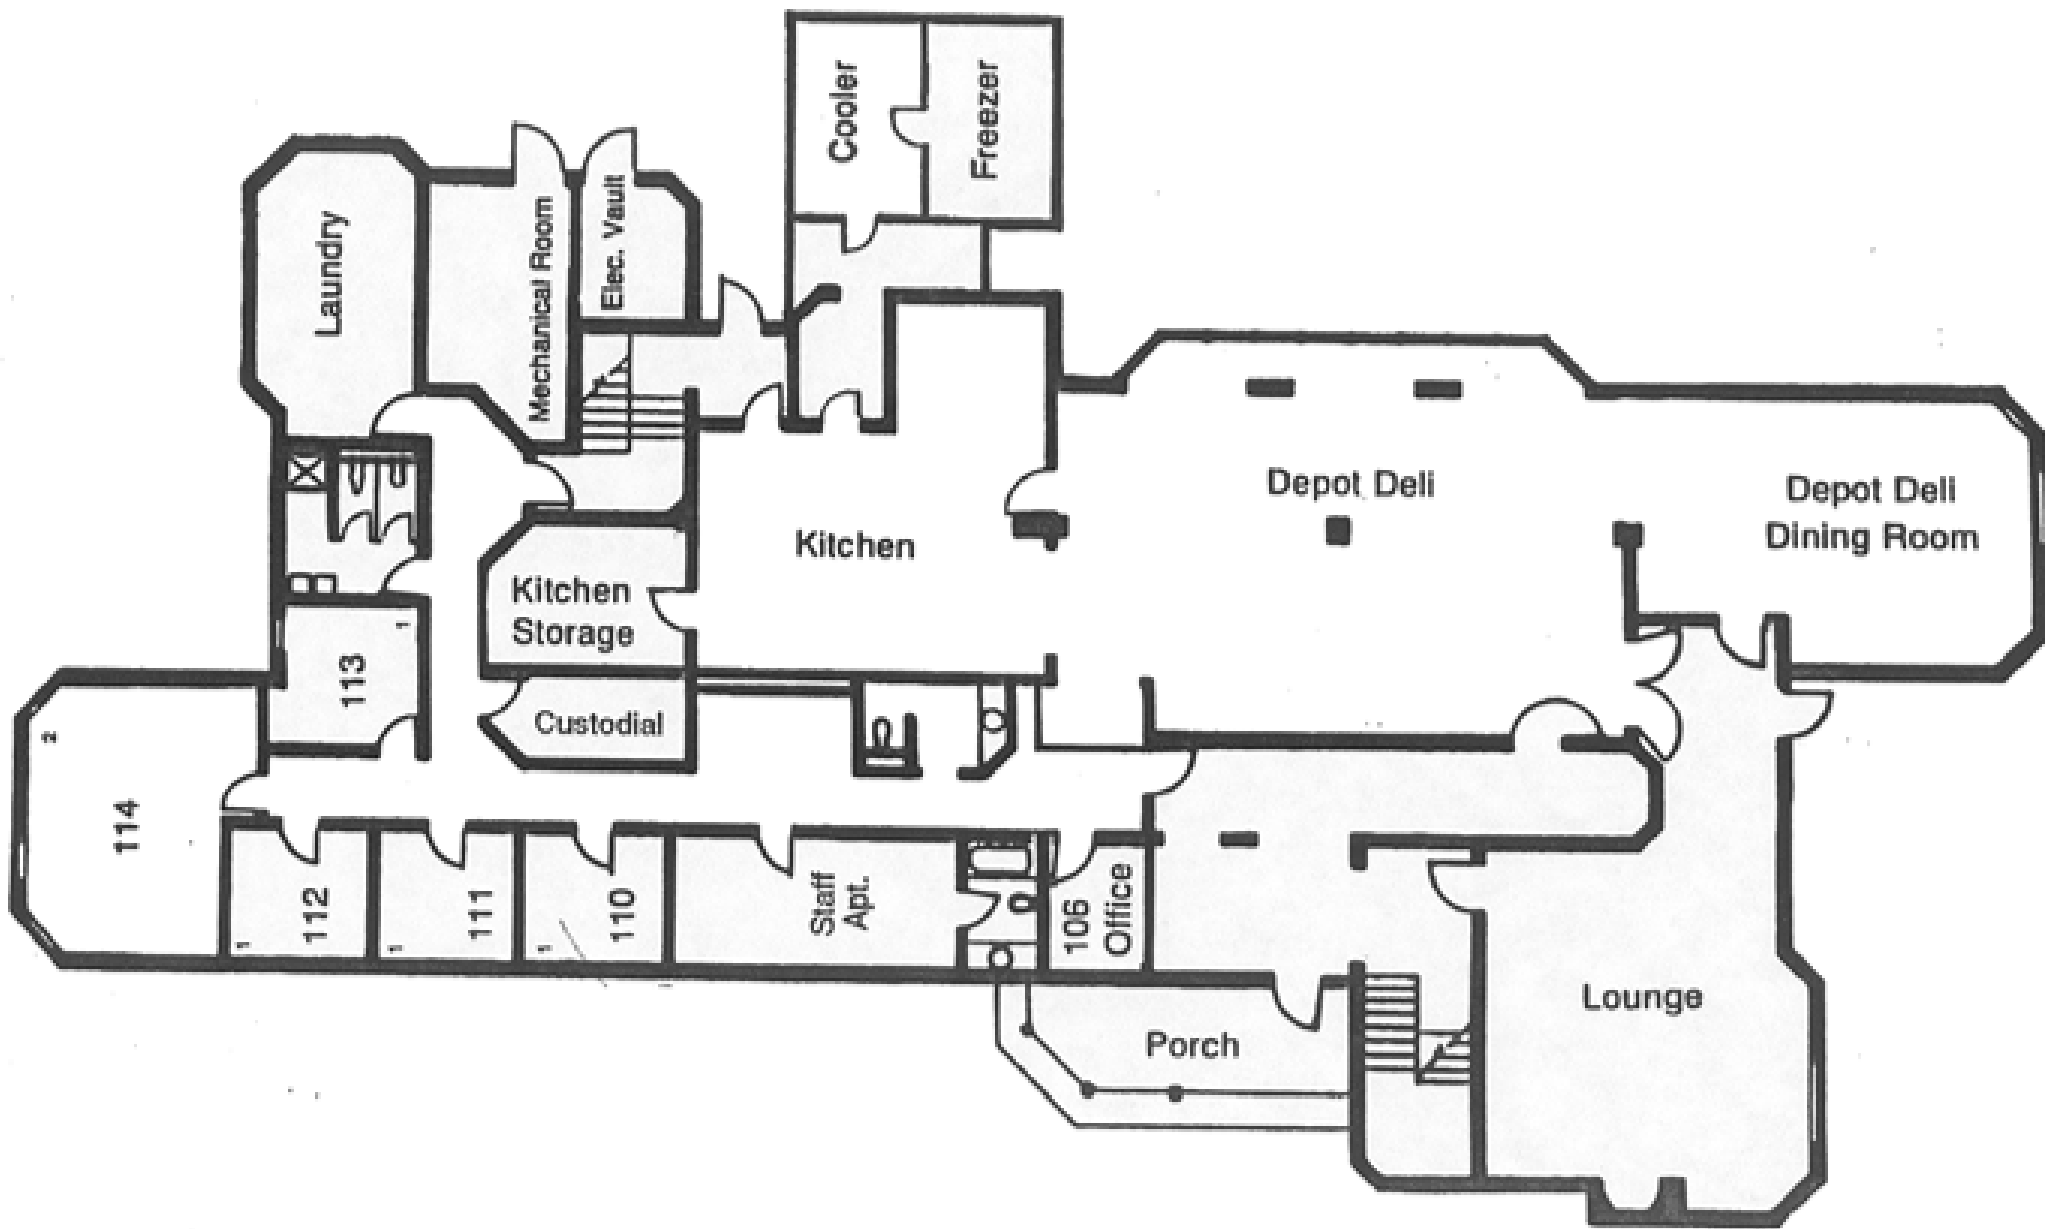 Cooler
Freezer
Laundry
Mechanical Room
Elec. Vault
Depot Deli
Depot Deli
Dining Room
Kitchen
Kitchen
Storage
1
113
Custodial
2
114
112
1
111
1
110
1
Staff
Apt.
106
Office
Lounge
Porch